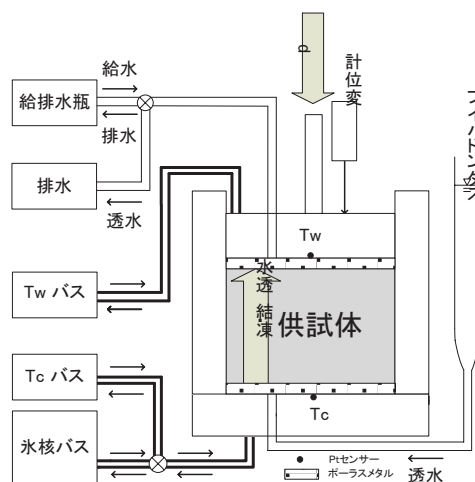 給水
給排水瓶
排水
排水
透水
Tw バス
Tc バス
氷核バス
p
変位計
Tw
透水
凍結
供試体
Tc
Ptセンサー
ポーラスメタル
透水